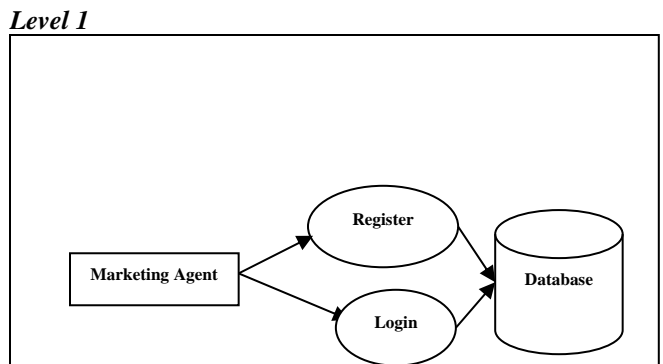 Level 1
Register
Marketing Agent
Database
Login